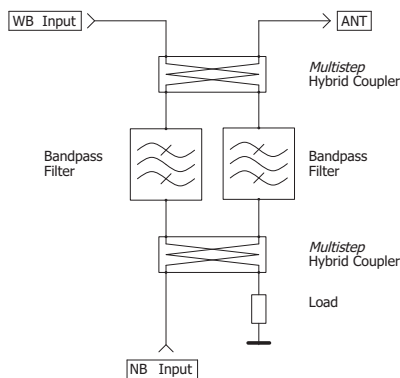 WB Input
ANT
Multistep
Hybrid Coupler
Bandpass
Filter
Bandpass
Filter
Multistep
Hybrid Coupler
Load
NB Input